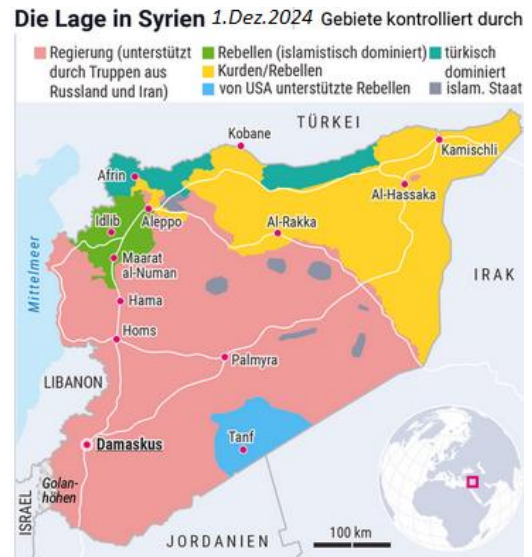 Die Lage in Syrien 1.Dez.2024 Gebiete kontrolliert durch
Regierung (unterstützt
durch Truppen aus
Russland und Iran)
Rebellen (islamistisch dominiert)
Kurden/Rebellen
von USA unterstützte Rebellen
türkisch
dominiert
islam. Staat
TÜRKEI
Kobane
Kamischli
Afrin
Al-Hassaka
Idlib
Aleppo
Al-Rakka
Maarat
al-Numan
IRAK
Mittelmeer
Hama
Homs
Palmyra
LIBANON
Damaskus
Tanf
Golan-
höhen
ISRAEL
JORDANIEN
100 km